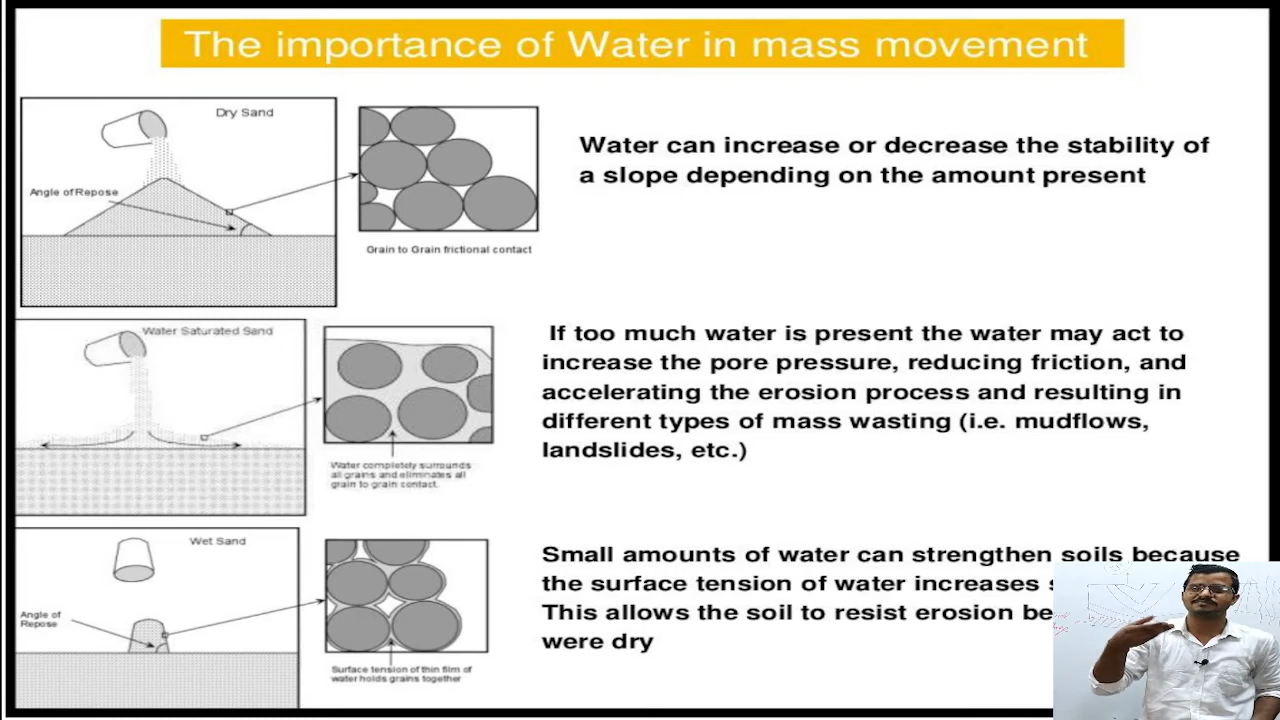 The importance of Water in mass movement
Dry Sand
Angle of Repose
Grain to Grain frictional contact
Water can increase or decrease the stability of
a slope depending on the amount present
Water Saturated Sand
Water completely surrounds
all grains and eliminates all
grain to grain contact.
If too much water is present the water may act to
increase the pore pressure, reducing friction, and
accelerating the erosion process and resulting in
different types of mass wasting (i.e. mudflows,
landslides, etc.)
Wet Sand
Angle of
Repose
Surface tension of thin film of
water holds grains together
Small amounts of water can strengthen soils because
the surface tension of water increases
This allows the soil to resist erosion
were dry